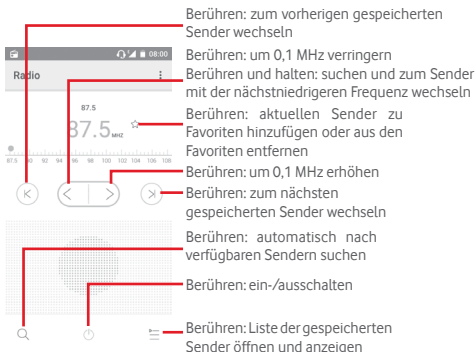 Berühren: zum vorherigen gespeicherten
Sender wechseln
08:00
Berühren: um 0,1 MHz verringern
Radio
Berühren und halten: suchen und zum Sender
mit der nächstniedrigeren Frequenz wechseln
87.5
Berühren: aktuellen Sender zu
Favoriten hinzufügen oder aus den
Favoriten entfernen
87.5 MHZ
87.5 90 92 94 96 98 100 102 104 106 108
Berühren: um 0,1 MHz erhöhen
Berühren: zum nächsten
gespeicherten Sender wechseln
Berühren: automatisch nach
verfügbaren Sendern suchen
Berühren: ein-/ausschalten
Berühren: Liste der gespeicherten
Sender öffnen und anzeigen